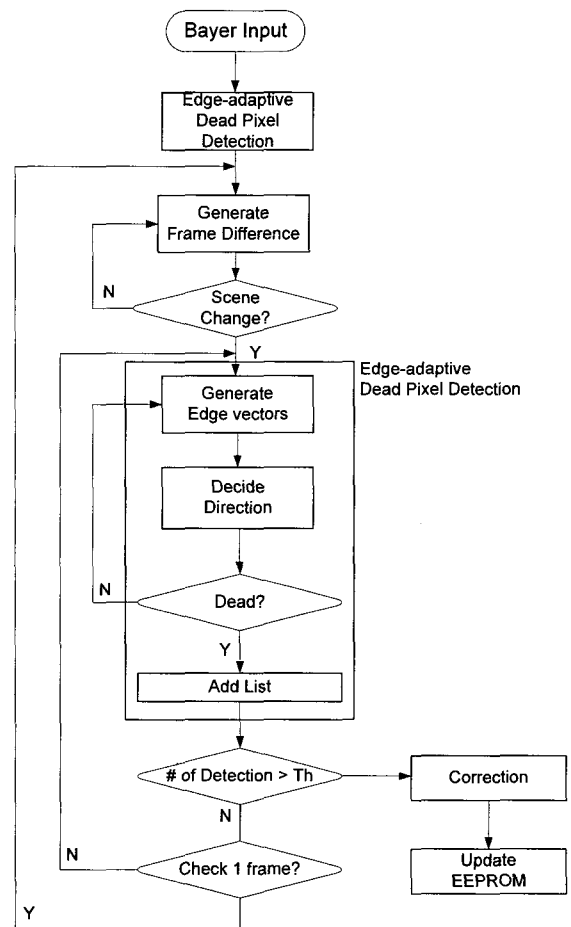 Bayer Input
Edge-adaptive
Dead Pixel
Detection
Generate
Frame Difference
N
Scene
Change?
Y
Edge-adaptive
Dead Pixel Detection
Generate
Edge vectors
Decide
Direction
N
Dead?
Y
Add List
# of Detection > Th
Correction
N
N
Check 1 frame?
Update
EEPROM
Y